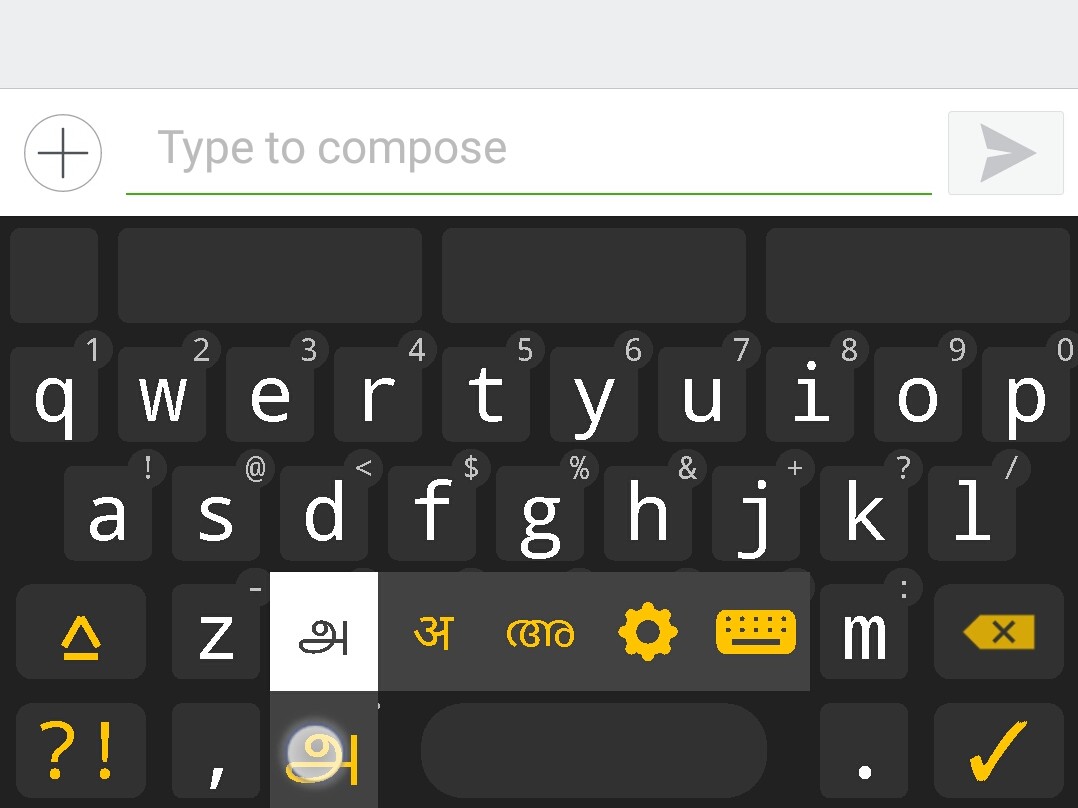 Type to compose
1 2 3 4 5 6 7 8 9 0
q w e r t y u i o p
! @ < $ % & + ? /
a s d f g h j k l
- :
z அ अ അ m
?! , அ .